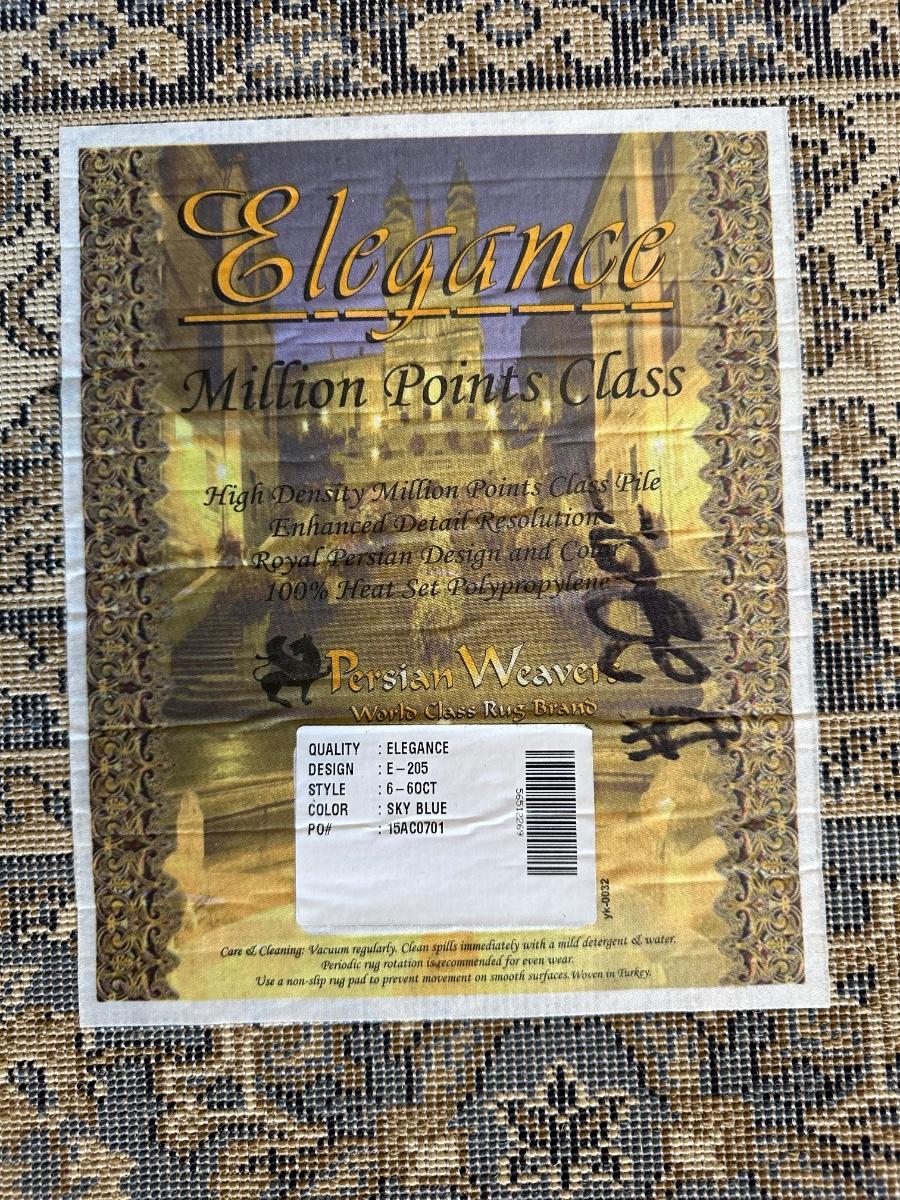 Elegance
Million Points Class
High Density Million Points Class Pile
Enhanced Detail Resolution
Royal Persian Design and Color
100% Heat Set Polypropylene
Persian Weavers
World Class Rug Brand
QUALITY : ELEGANCE
DESIGN : E-205
STYLE : 6-60CT
COLOR : SKY BLUE
PO# : 15AC0701
56512269
yk-0032
Care & Cleaning: Vacuum regularly. Clean spills immediately with a mild detergent & water.
Periodic rug rotation is recommended for even wear.
Use a non-slip rug pad to prevent movement on smooth surfaces. Woven in Turkey.